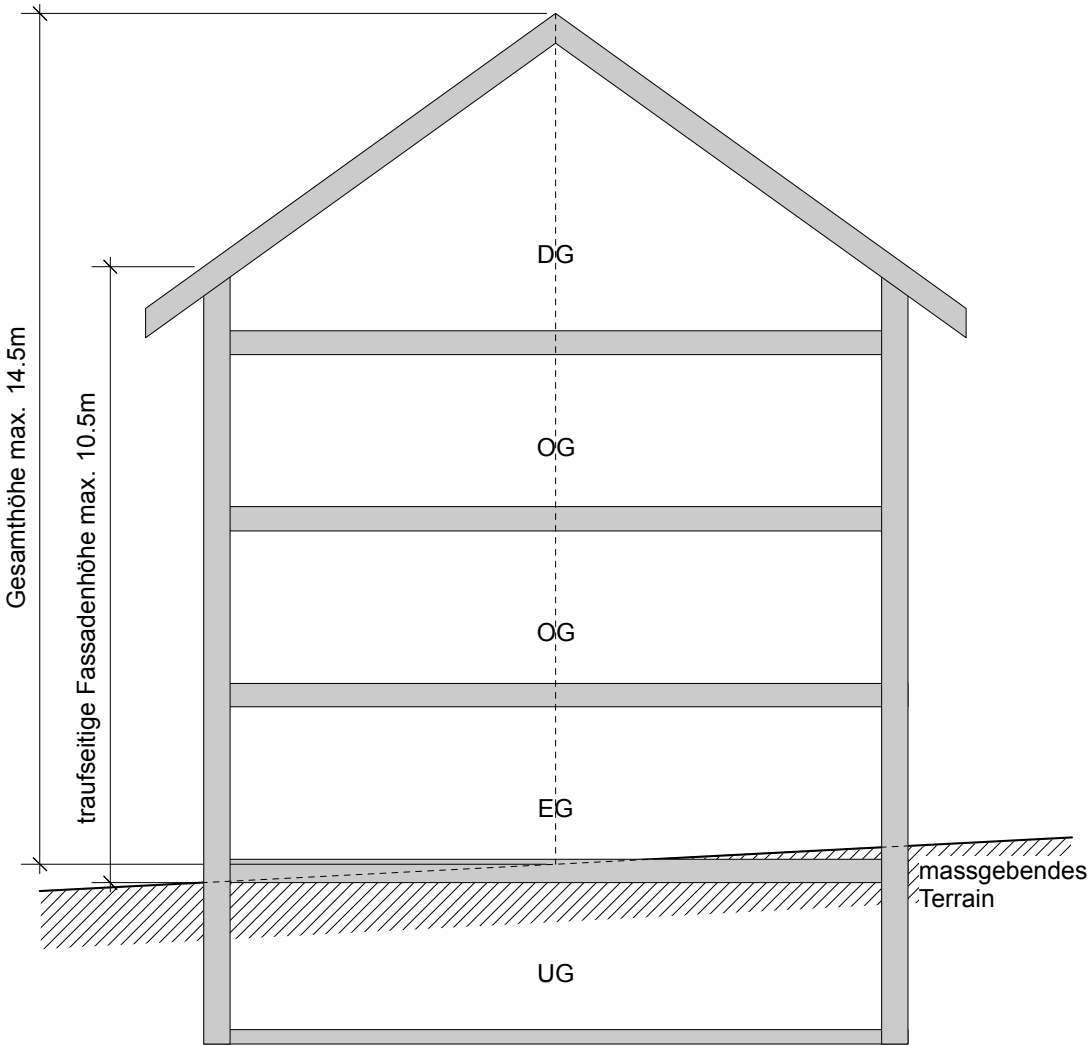 Gesamthöhe max. 14.5m
traufseitige Fassadenhöhe max. 10.5m
DG
OG
OG
EG
massgebendes
Terrain
UG